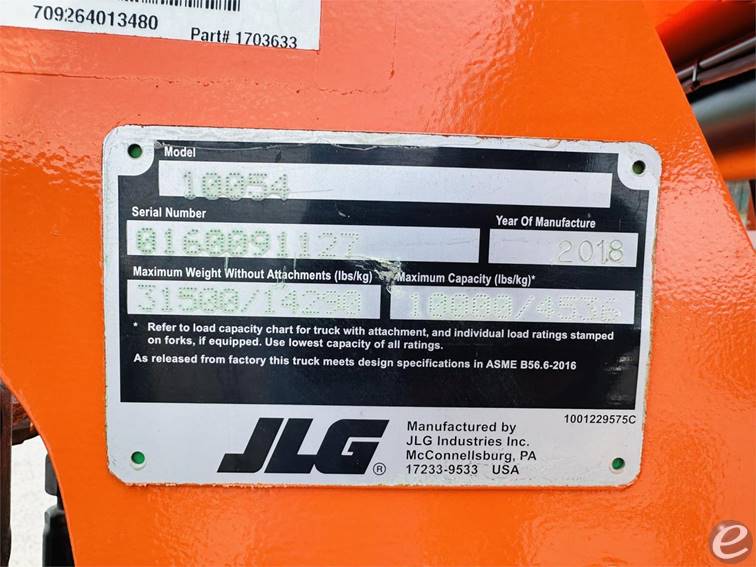 709264013480
Part# 1703633
Model
10054
Serial Number
Year Of Manufacture
0160091127
2018
Maximum Weight Without Attachments (lbs/kg)
Maximum Capacity (lbs/kg)*
31500/14290
10000/4536
* Refer to load capacity chart for truck with attachment, and individual load ratings stamped
on forks, if equipped. Use lowest capacity of all ratings.
As released from factory this truck meets design specifications in ASME B56.6-2016
JLG®
Manufactured by
JLG Industries Inc.
McConnellsburg, PA
17233-9533 USA
1001229575C
e